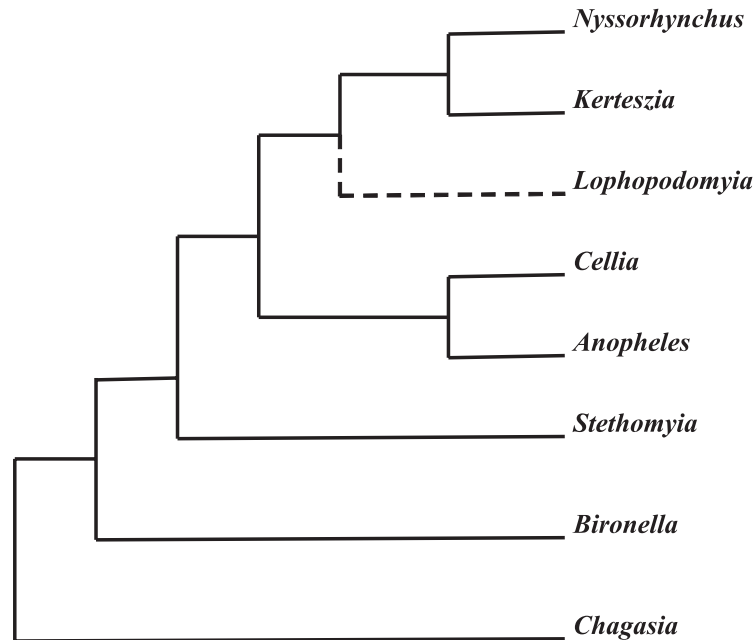 Nyssorhynchus
Kerteszia
Lophopodomyia
Cellia
Anopheles
Stethomyia
Bironella
Chagasia